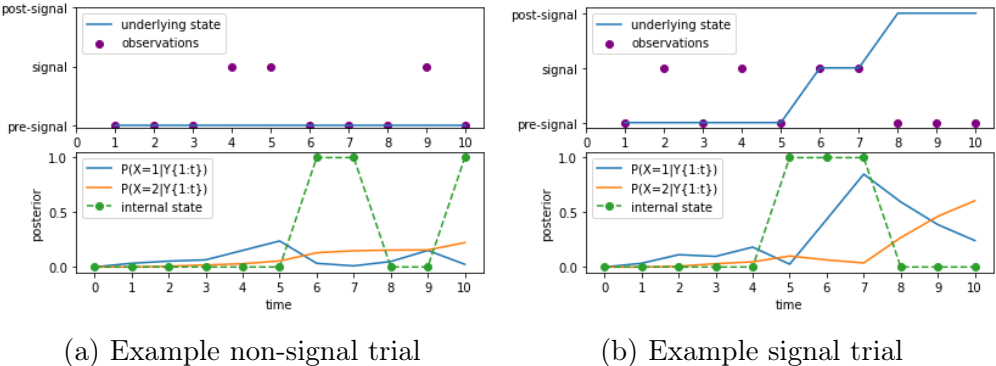 post-signal
signal
pre-signal
underlying state
observations
0 1 2 3 4 5 6 7 8 9 10
1.0
0.5
0.0
posterior
P(X=1|Y{1:t})
P(X=2|Y{1:t})
internal state
0 1 2 3 4 5 6 7 8 9 10
time
(a) Example non-signal trial
post-signal
signal
pre-signal
underlying state
observations
0 1 2 3 4 5 6 7 8 9 10
1.0
0.5
0.0
posterior
P(X=1|Y{1:t})
P(X=2|Y{1:t})
internal state
0 1 2 3 4 5 6 7 8 9 10
time
(b) Example signal trial